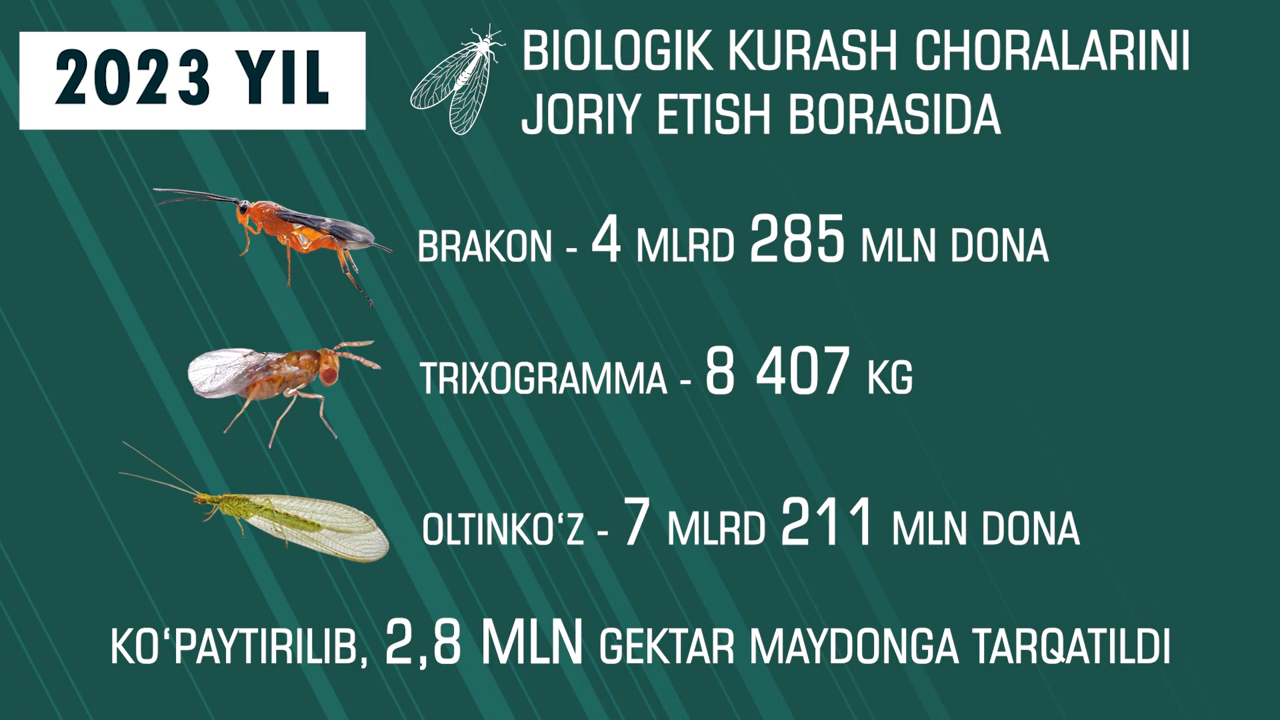 2023 YIL
BIOLOGIK KURASH CHORALARINI
JORIY ETISH BORASIDA
BRAKON - 4 MLRD 285 MLN DONA
TRIXOGRAMMA - 8 407 KG
OLTINKO‘Z - 7 MLRD 211 MLN DONA
KO‘PAYTIRILIB, 2,8 MLN GEKTAR MAYDONGA TARQATILDI